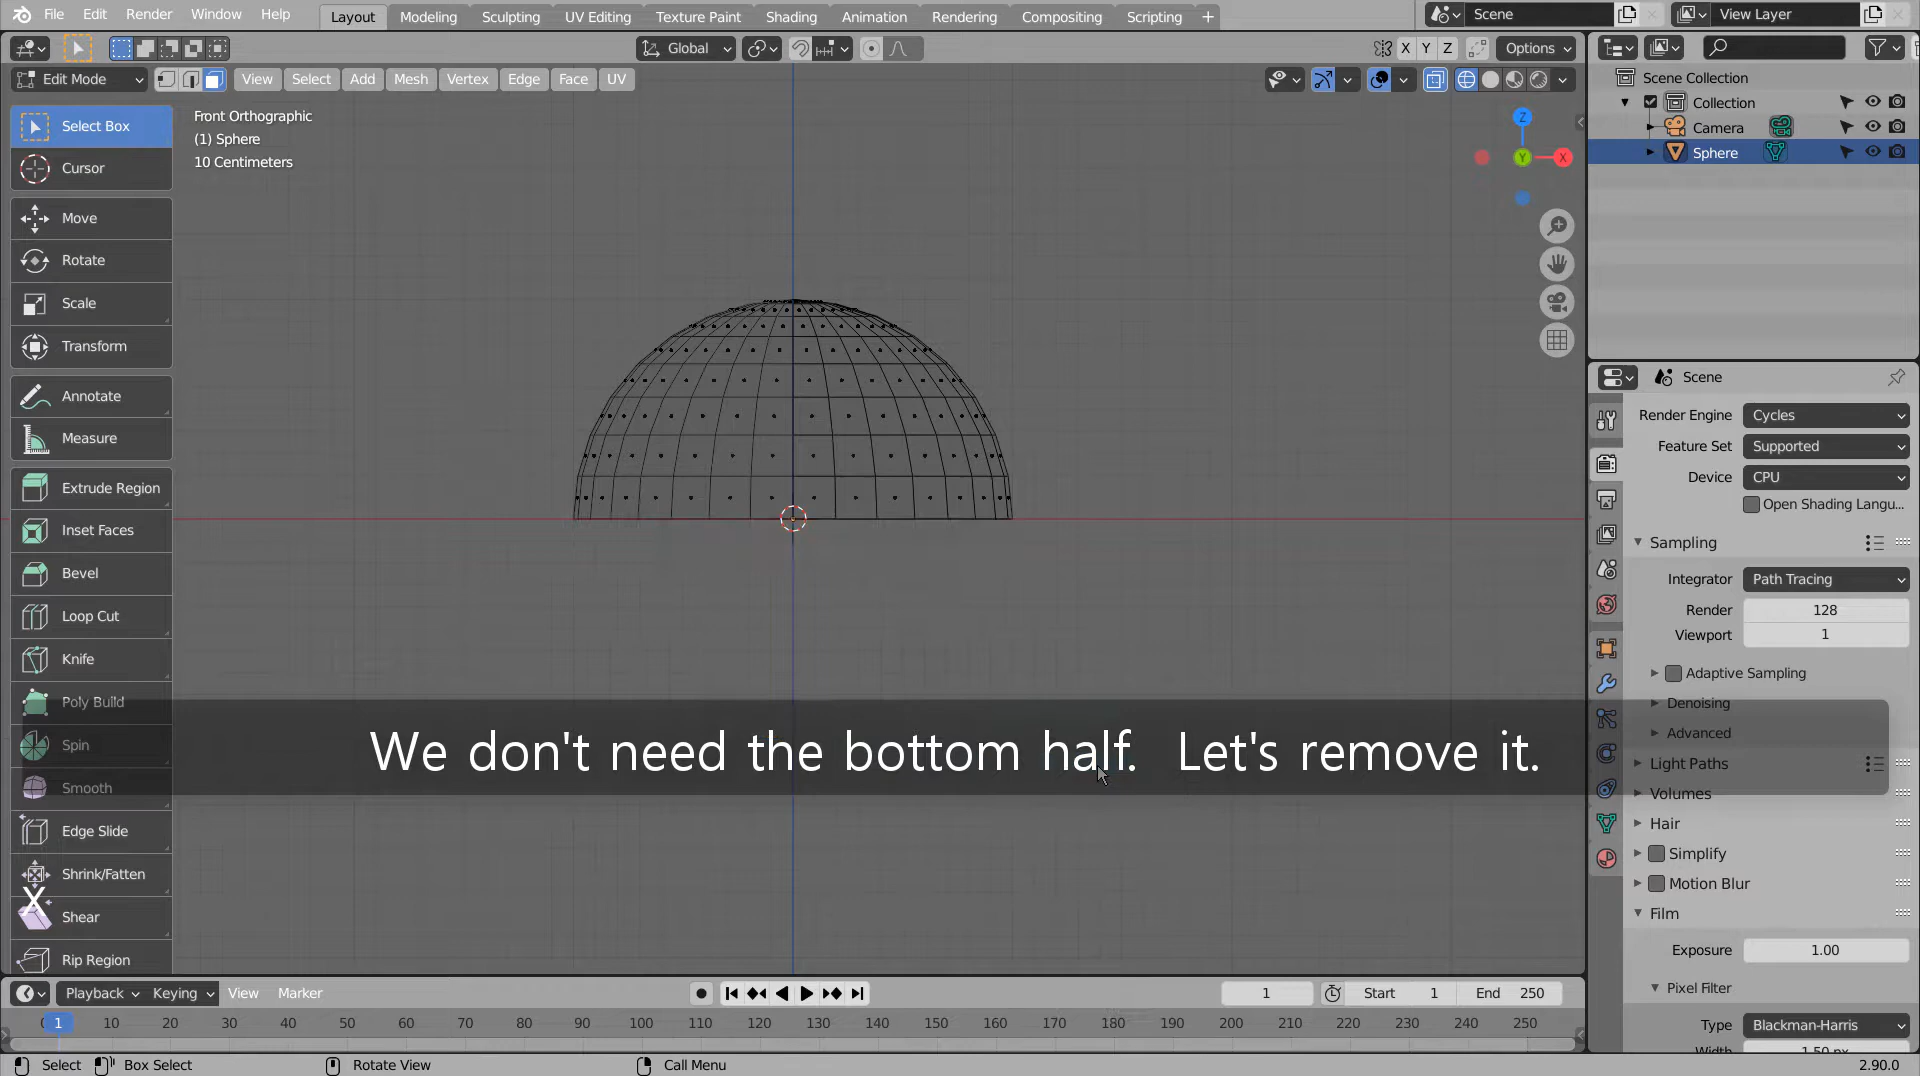 File Edit Render Window Help Layout Modeling Sculpting UV Editing Texture Paint Shading Animation Rendering Compositing Scripting + Scene View Layer
Global X Y Z Options
Edit Mode View Select Add Mesh Vertex Edge Face UV
Scene Collection
Collection
Camera
Sphere
Select Box
Cursor
Move
Rotate
Scale
Transform
Annotate
Measure
Extrude Region
Inset Faces
Bevel
Loop Cut
Knife
Poly Build
Spin
Smooth
Edge Slide
Shrink/Fatten
X
Shear
Rip Region
Front Orthographic
(1) Sphere
10 Centimeters
Z
Y
X
We don't need the bottom half. Let's remove it.
Scene
Render Engine Cycles
Feature Set Supported
Device CPU
Open Shading Langu...
Sampling
Integrator Path Tracing
Render 128
Viewport 1
Adaptive Sampling
Denoising
Advanced
Light Paths
Volumes
Hair
Simplify
Motion Blur
Film
Exposure 1.00
Pixel Filter
Type Blackman-Harris
Width 1.50 px
Playback Keying View Marker 1 Start 1 End 250
0 1 10 20 30 40 50 60 70 80 90 100 110 120 130 140 150 160 170 180 190 200 210 220 230 240 250
Select Box Select Rotate View Call Menu 2.90.0